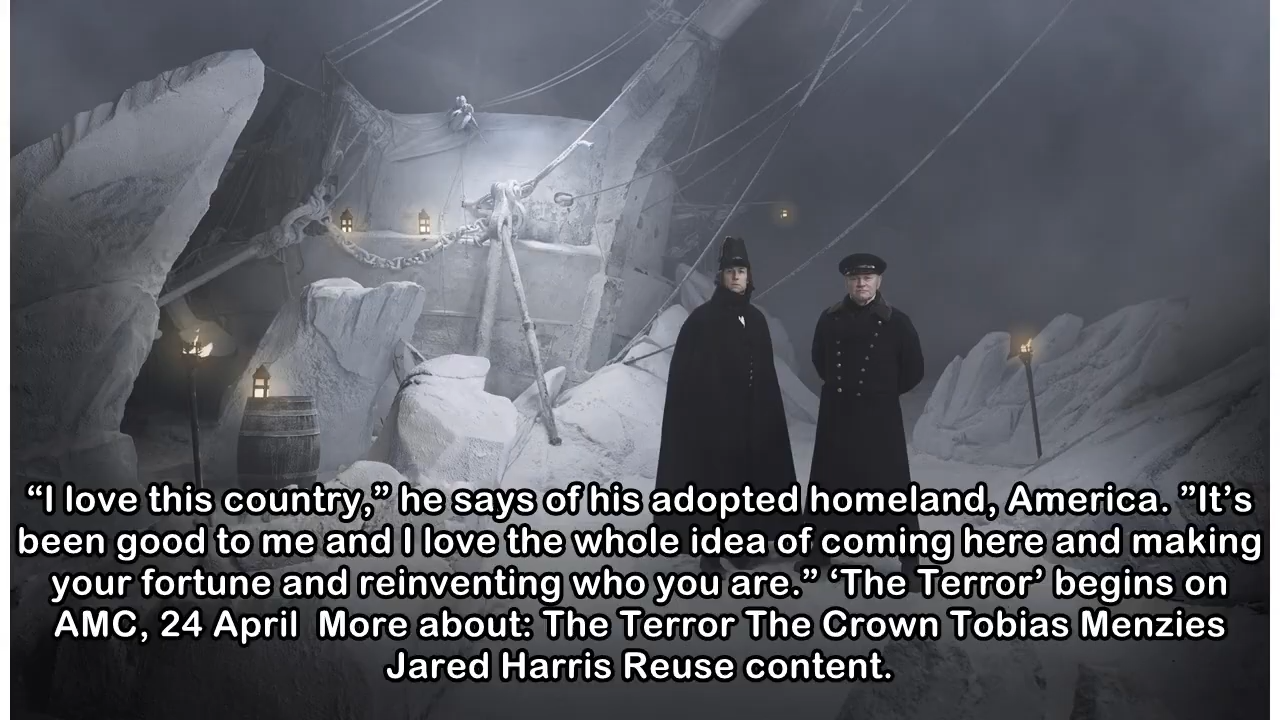 “I love this country,” he says of his adopted homeland, America. ”It’s
been good to me and I love the whole idea of coming here and making
your fortune and reinventing who you are.” ‘The Terror’ begins on
AMC, 24 April  More about: The Terror The Crown Tobias Menzies
Jared Harris Reuse content.